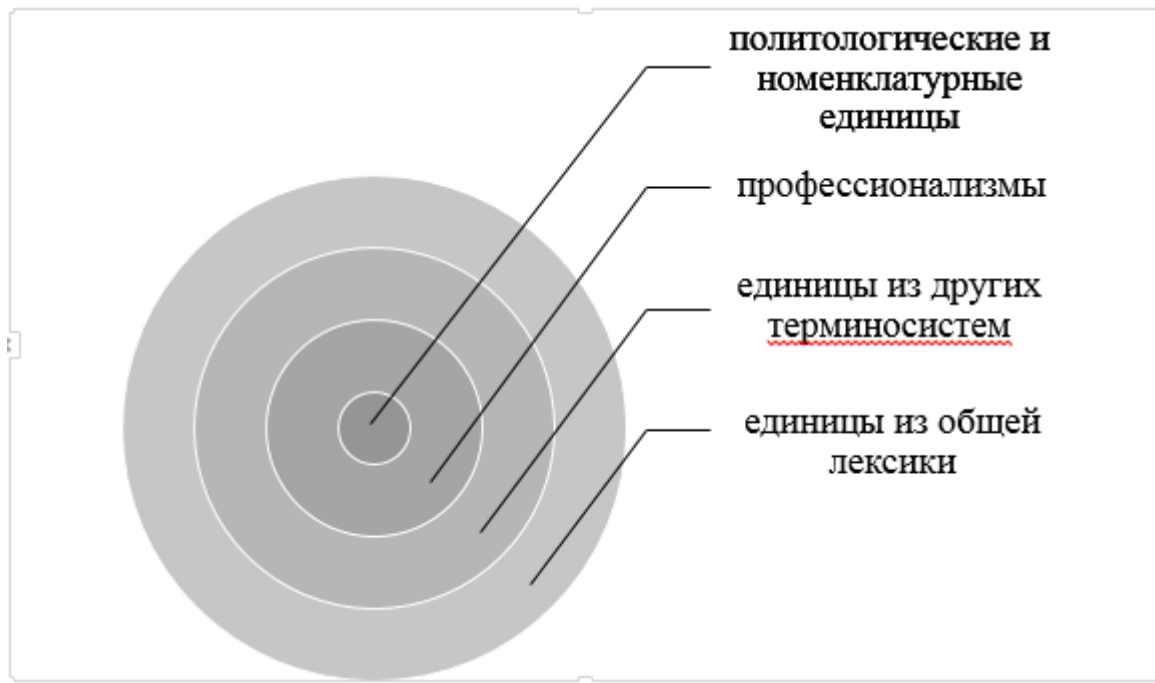 политологические и
номенклатурные
единицы
профессионализмы
единицы из других
терминосистем
единицы из общей
лексики